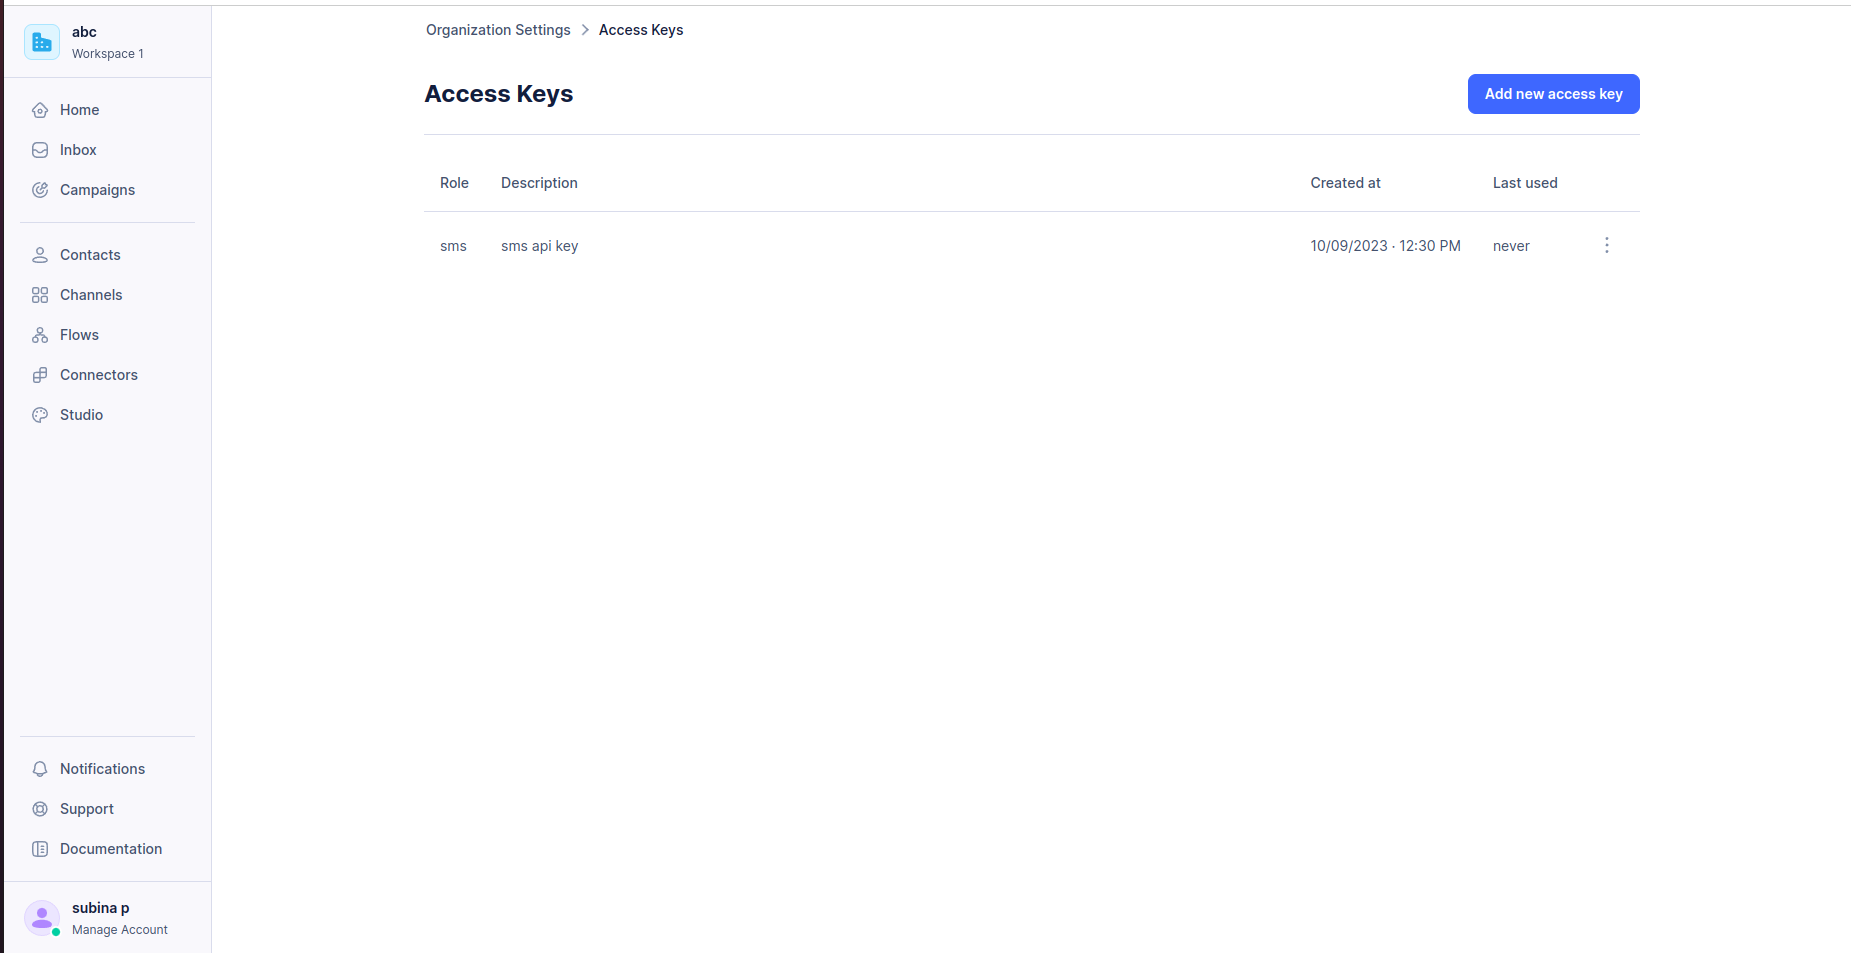 abc
Workspace 1
Home
Inbox
Campaigns
Contacts
Channels
Flows
Connectors
Studio
Notifications
Support
Documentation
subina p
Manage Account
Organization Settings > Access Keys
Access Keys
Add new access key
Role Description Created at Last used
sms sms api key 10/09/2023 · 12:30 PM never